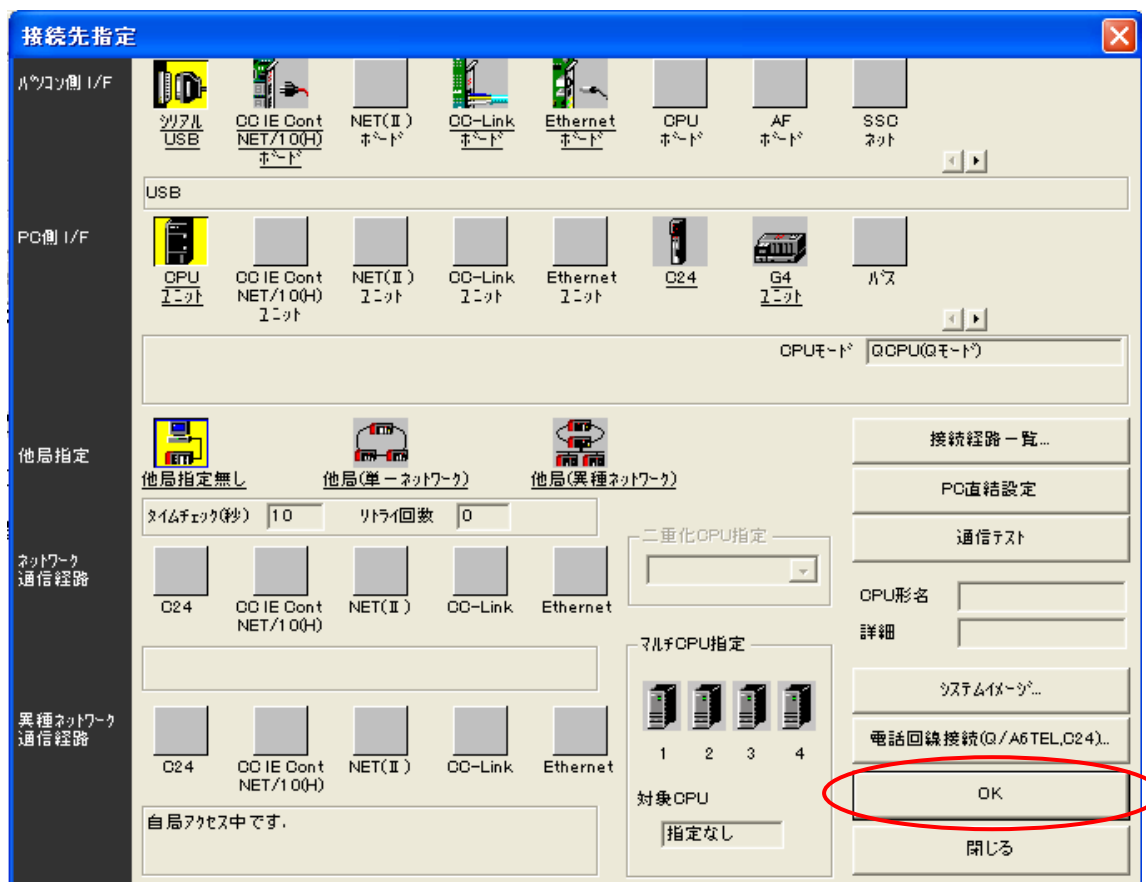 接続先指定
パソコン側 I/F
シリアル
USB
CC IE Cont
NET/10(H)
ボード
NET(Ⅱ)
ボード
CC-Link
ボード
Ethernet
ボード
CPU
ボード
AF
ボード
SSC
ネット
USB
PC側 I/F
CPU
ユニット
CC IE Cont
NET/10(H)
ユニット
NET(Ⅱ)
ユニット
CC-Link
ユニット
Ethernet
ユニット
C24
G4
ユニット
バス
CPUモード QCPU(Qモード)
他局指定
他局指定無し
他局(単一ネットワーク)
他局(異種ネットワーク)
タイムチェック(秒) 10 リトライ回数 0
接続経路一覧...
PC直結設定
通信テスト
二重化CPU指定
ネットワーク
通信経路
C24
CC IE Cont
NET/10(H)
NET(Ⅱ)
CC-Link
Ethernet
CPU形名
詳細
マルチCPU指定
1 2 3 4
対象CPU
指定なし
システムイメージ...
電話回線接続(Q/A6TEL,C24)...
OK
閉じる
異種ネットワーク
通信経路
C24
CC IE Cont
NET/10(H)
NET(Ⅱ)
CC-Link
Ethernet
自局アクセス中です.